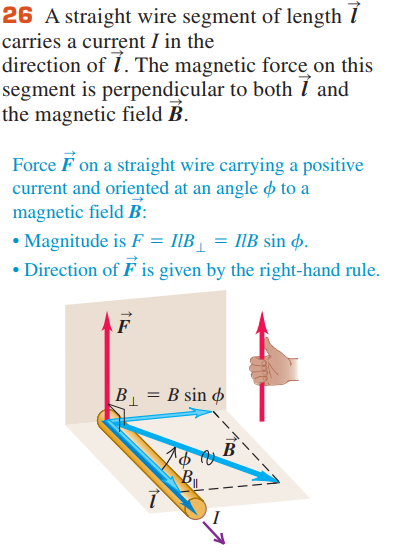 26 A straight wire segment of length l⃗
carries a current I in the
direction of l⃗. The magnetic force on this
segment is perpendicular to both l⃗ and
the magnetic field B⃗.
Force F⃗ on a straight wire carrying a positive
current and oriented at an angle ϕ to a
magnetic field B⃗:
• Magnitude is F = IlB⊥ = IlB sin ϕ.
• Direction of F⃗ is given by the right-hand rule.
F⃗
B⊥ = B sin ϕ
ϕ
B⃗
B∥
l⃗
I